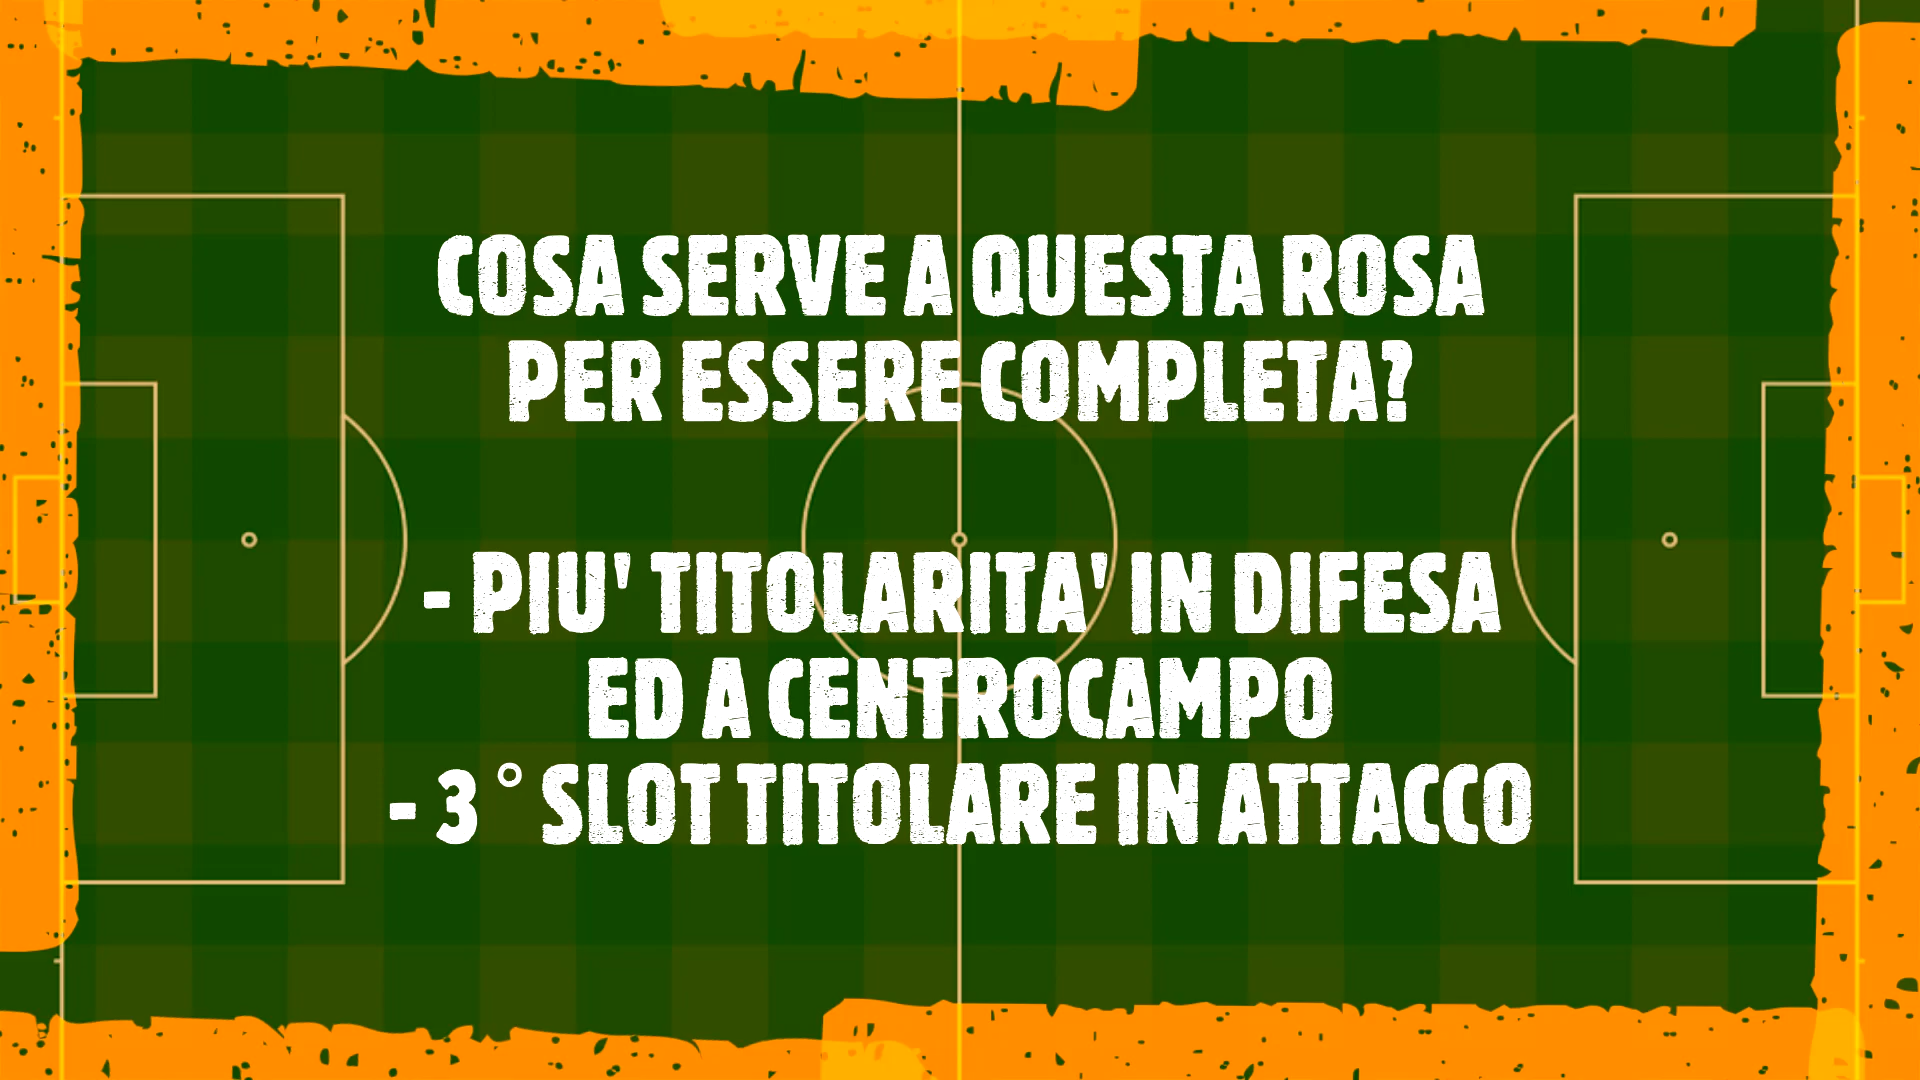 COSA SERVE A QUESTA ROSA
PER ESSERE COMPLETA?
- PIU' TITOLARITA' IN DIFESA
ED A CENTROCAMPO
- 3° SLOT TITOLARE IN ATTACCO